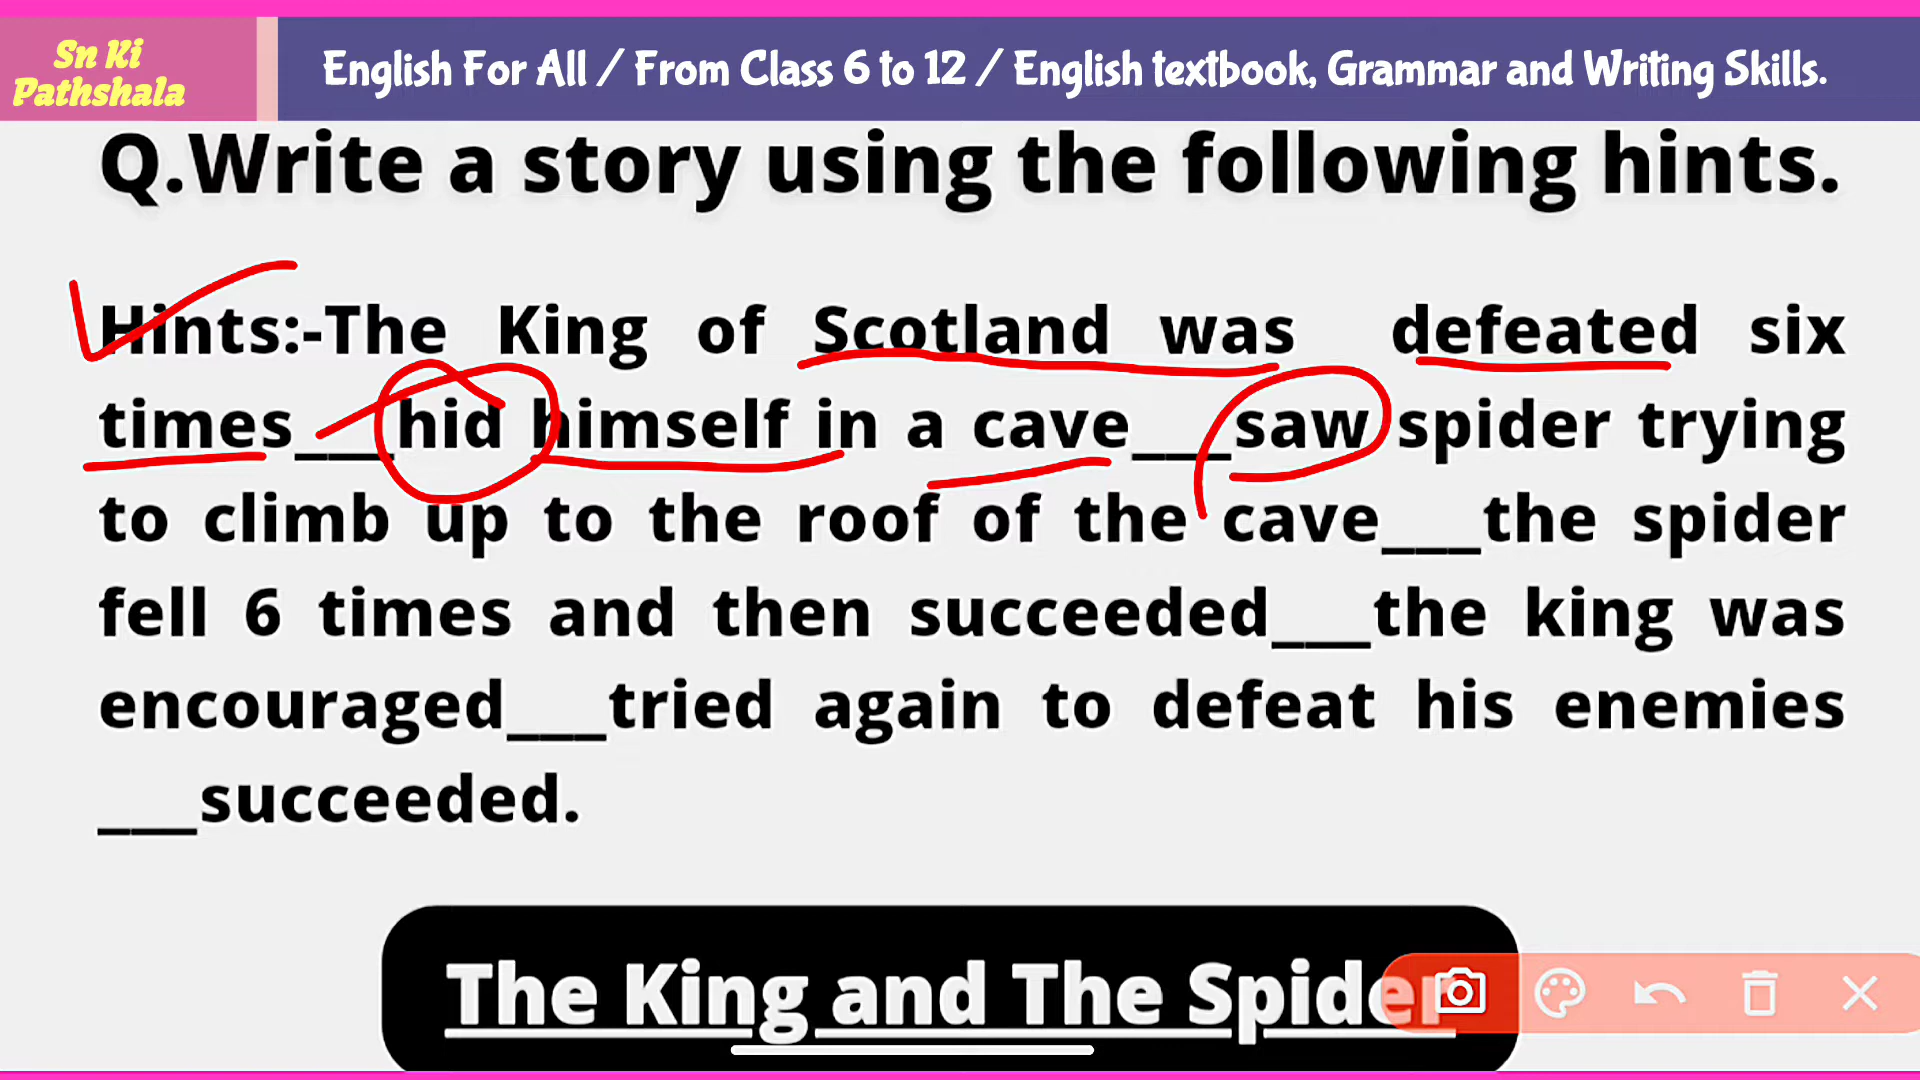 Sn Ki
Pathshala
English For All / From Class 6 to 12 / English textbook, Grammar and Writing Skills.
Q.Write a story using the following hints.
Hints:-The King of Scotland was defeated six
times___hid himself in a cave___saw spider trying
to climb up to the roof of the cave___the spider
fell 6 times and then succeeded___the king was
encouraged___tried again to defeat his enemies
___succeeded.
The King and The Spider